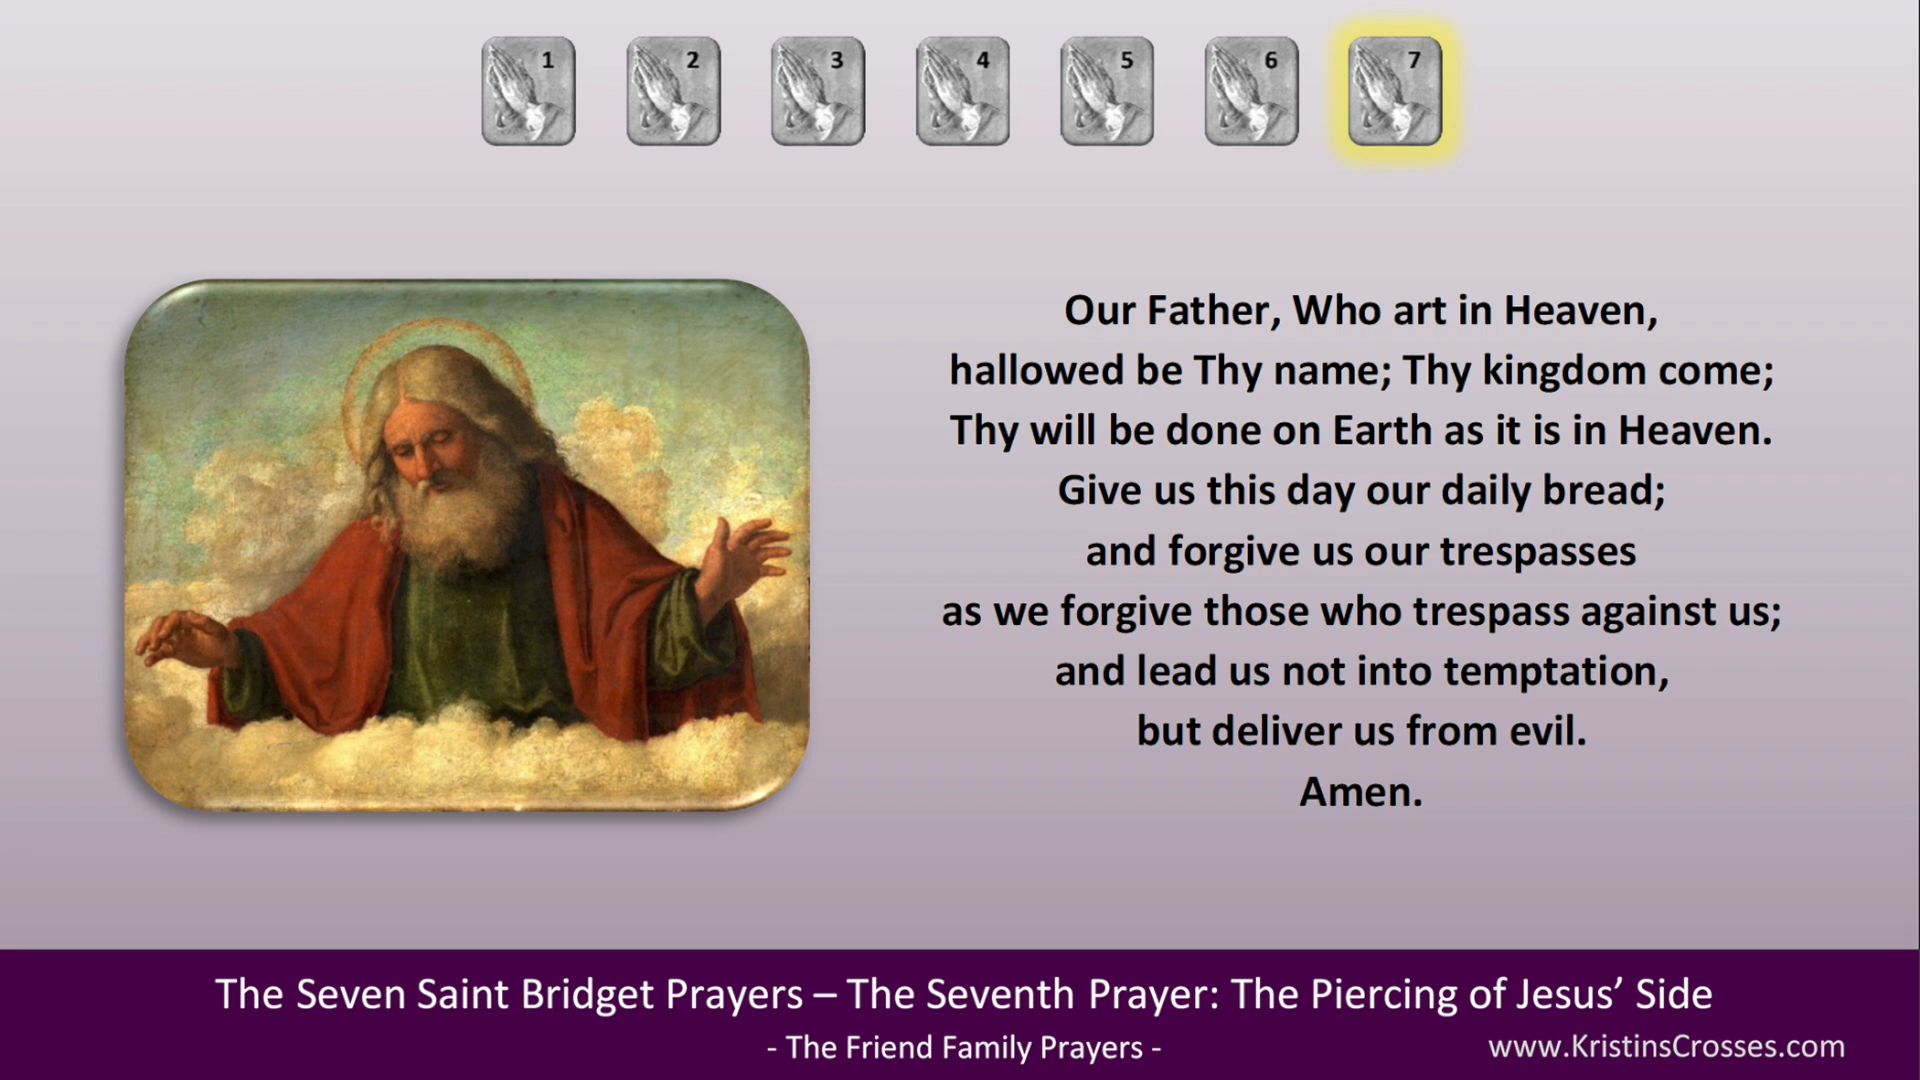 1 2 3 4 5 6 7
Our Father, Who art in Heaven,
hallowed be Thy name; Thy kingdom come;
Thy will be done on Earth as it is in Heaven.
Give us this day our daily bread;
and forgive us our trespasses
as we forgive those who trespass against us;
and lead us not into temptation,
but deliver us from evil.
Amen.
The Seven Saint Bridget Prayers – The Seventh Prayer: The Piercing of Jesus’ Side
- The Friend Family Prayers -
www.KristinsCrosses.com